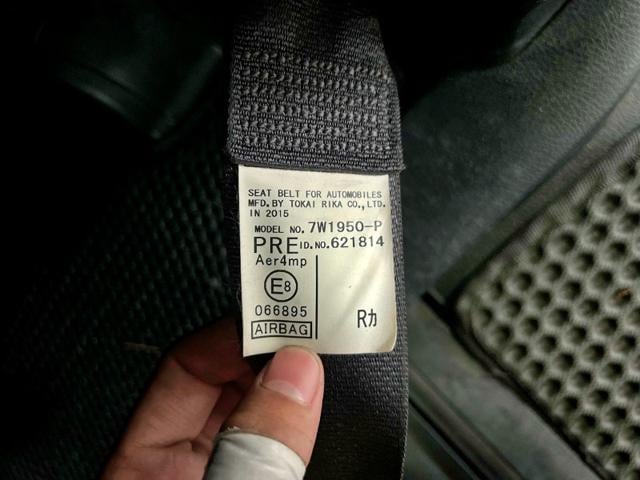 SEAT BELT FOR AUTOMOBILES
MFD. BY TOKAI RIKA CO., LTD.
IN 2015
MODEL NO. 7W1950-P
PRE ID.NO. 621814
Aer4mp
E8
066895
AIRBAG
Rカ